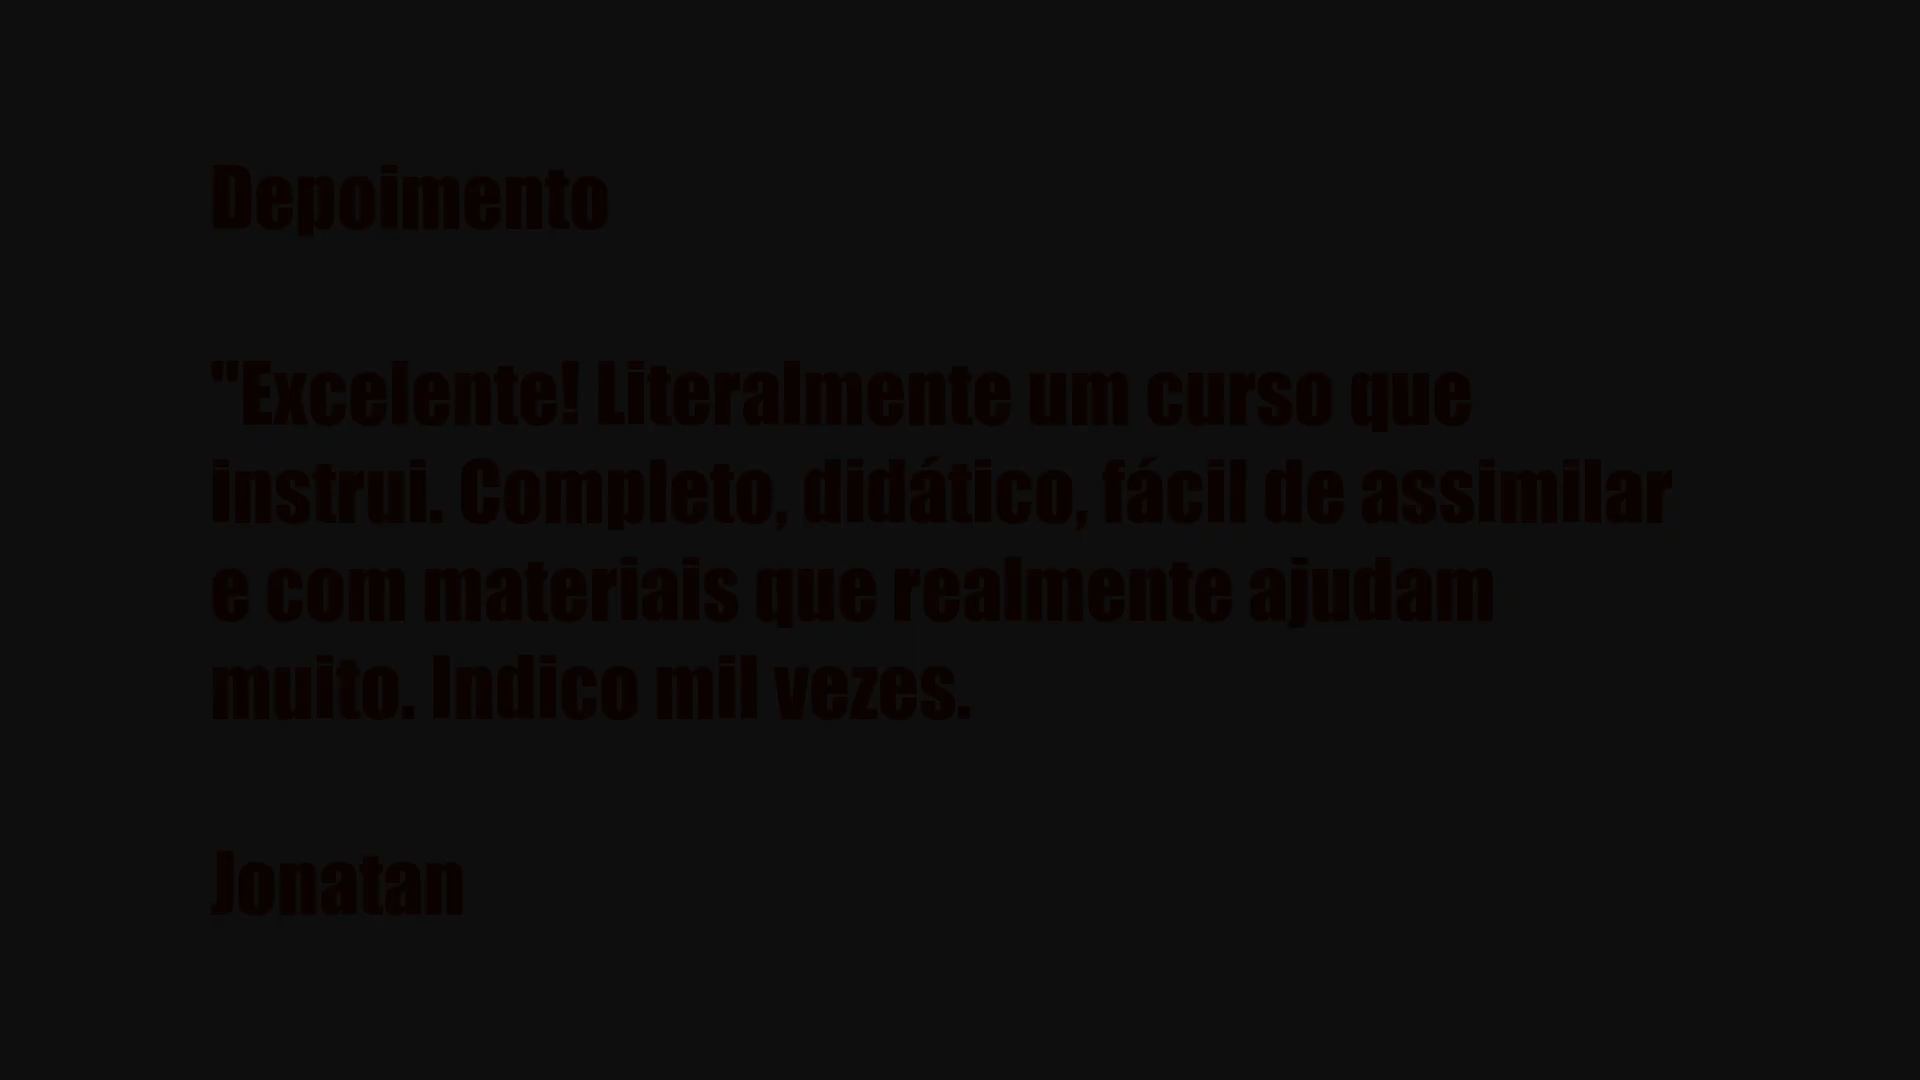 Depoimento
"Excelente! Literalmente um curso que
instrui. Completo, didático, fácil de assimilar
e com materiais que realmente ajudam
muito. Indico mil vezes.
Jonatan